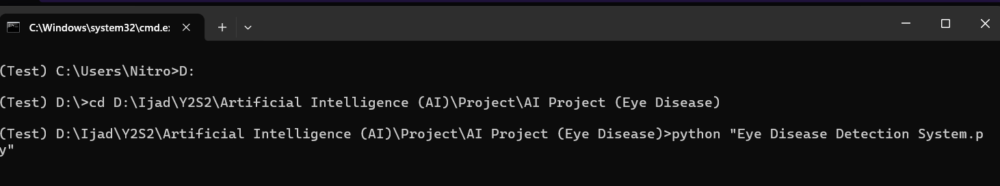 C:\Windows\system32\cmd.e
(Test) C:\Users\Nitro>D:
(Test) D:\>cd D:\Ijad\Y2S2\Artificial Intelligence (AI)\Project\AI Project (Eye Disease)
(Test) D:\Ijad\Y2S2\Artificial Intelligence (AI)\Project\AI Project (Eye Disease)>python "Eye Disease Detection System.p
y"